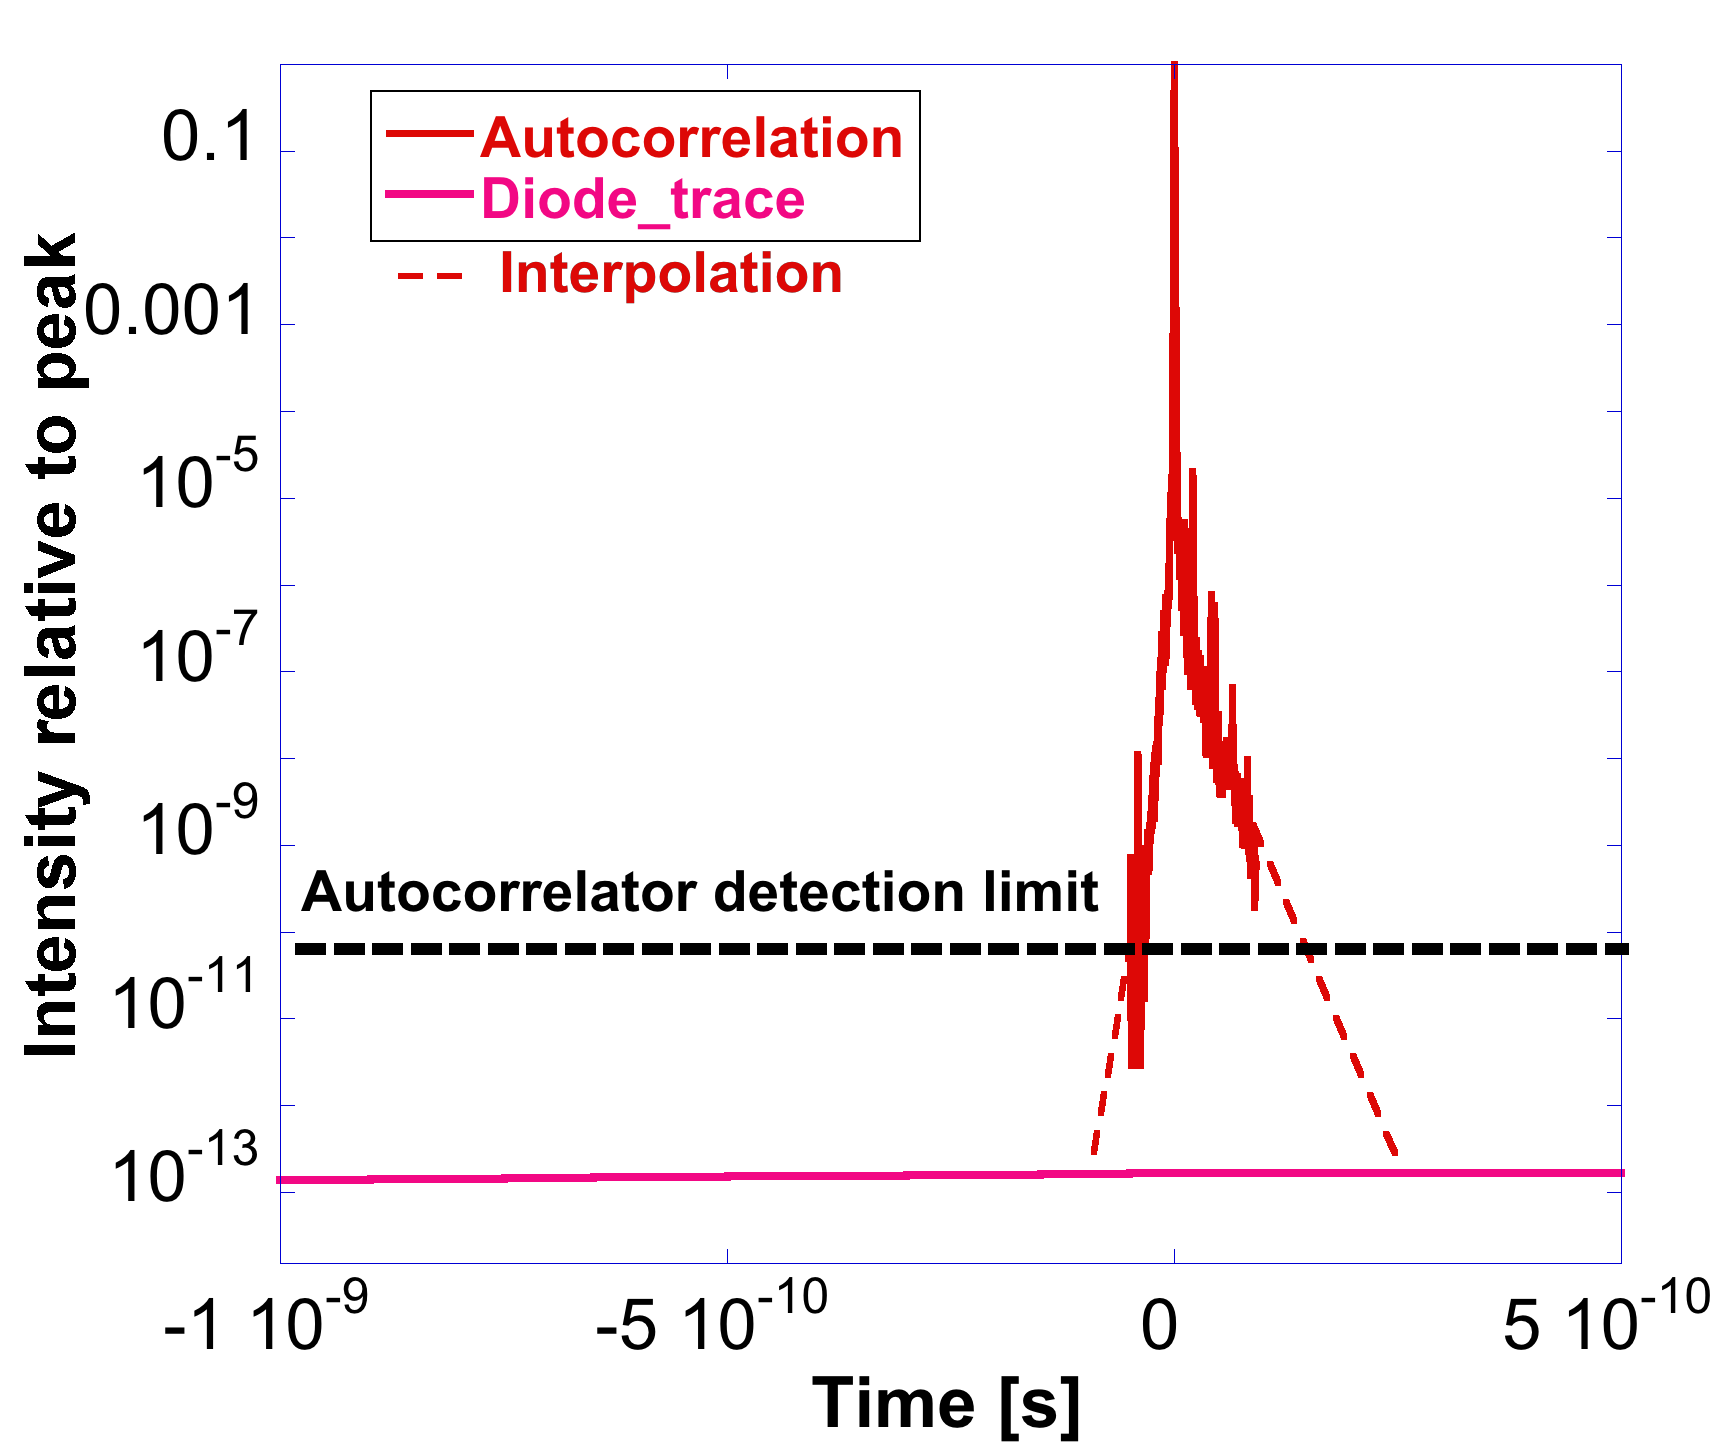 Intensity relative to peak
0.1
0.001
10^-5
10^-7
10^-9
10^-11
10^-13
Autocorrelation
Diode_trace
Interpolation
Autocorrelator detection limit
-1 10^-9
-5 10^-10
0
5 10^-10
Time [s]